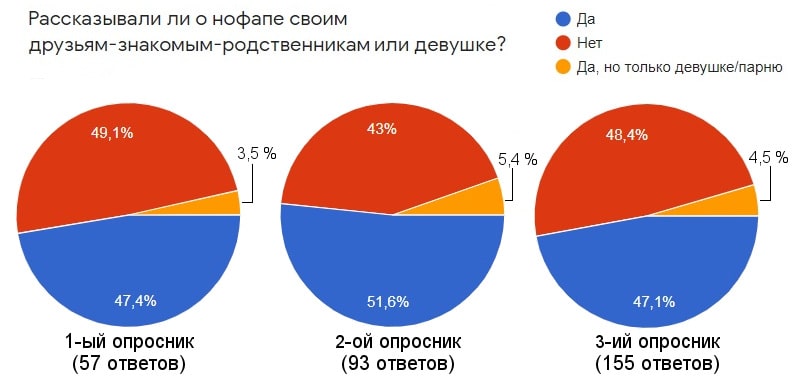 Рассказывали ли о нофапе своим
друзьям-знакомым-родственникам или девушке?
Да
Нет
Да, но только девушке/парню
49,1%
3,5 %
47,4%
1-ый опросник
(57 ответов)
43%
5,4 %
51,6%
2-ой опросник
(93 ответов)
48,4%
4,5 %
47,1%
3-ий опросник
(155 ответов)